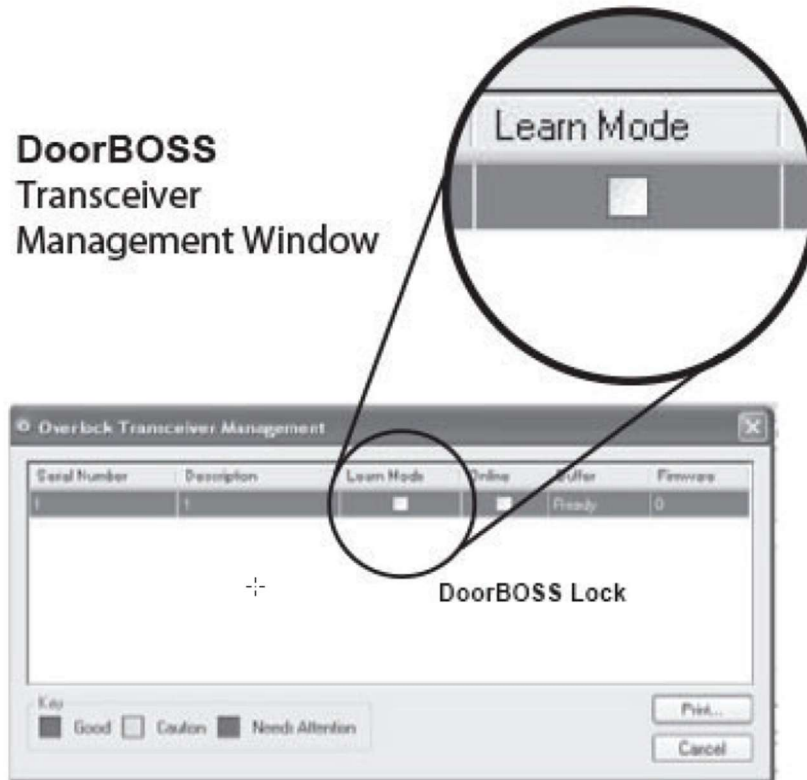 DoorBOSS
Transceiver
Management Window
Learn Mode
Overlock Transceiver Management
Serial Number Description Learn Mode Online Buffer Firmware
1 1 Ready 0
DoorBOSS Lock
Key
Good Caution Needs Attention
Print...
Cancel